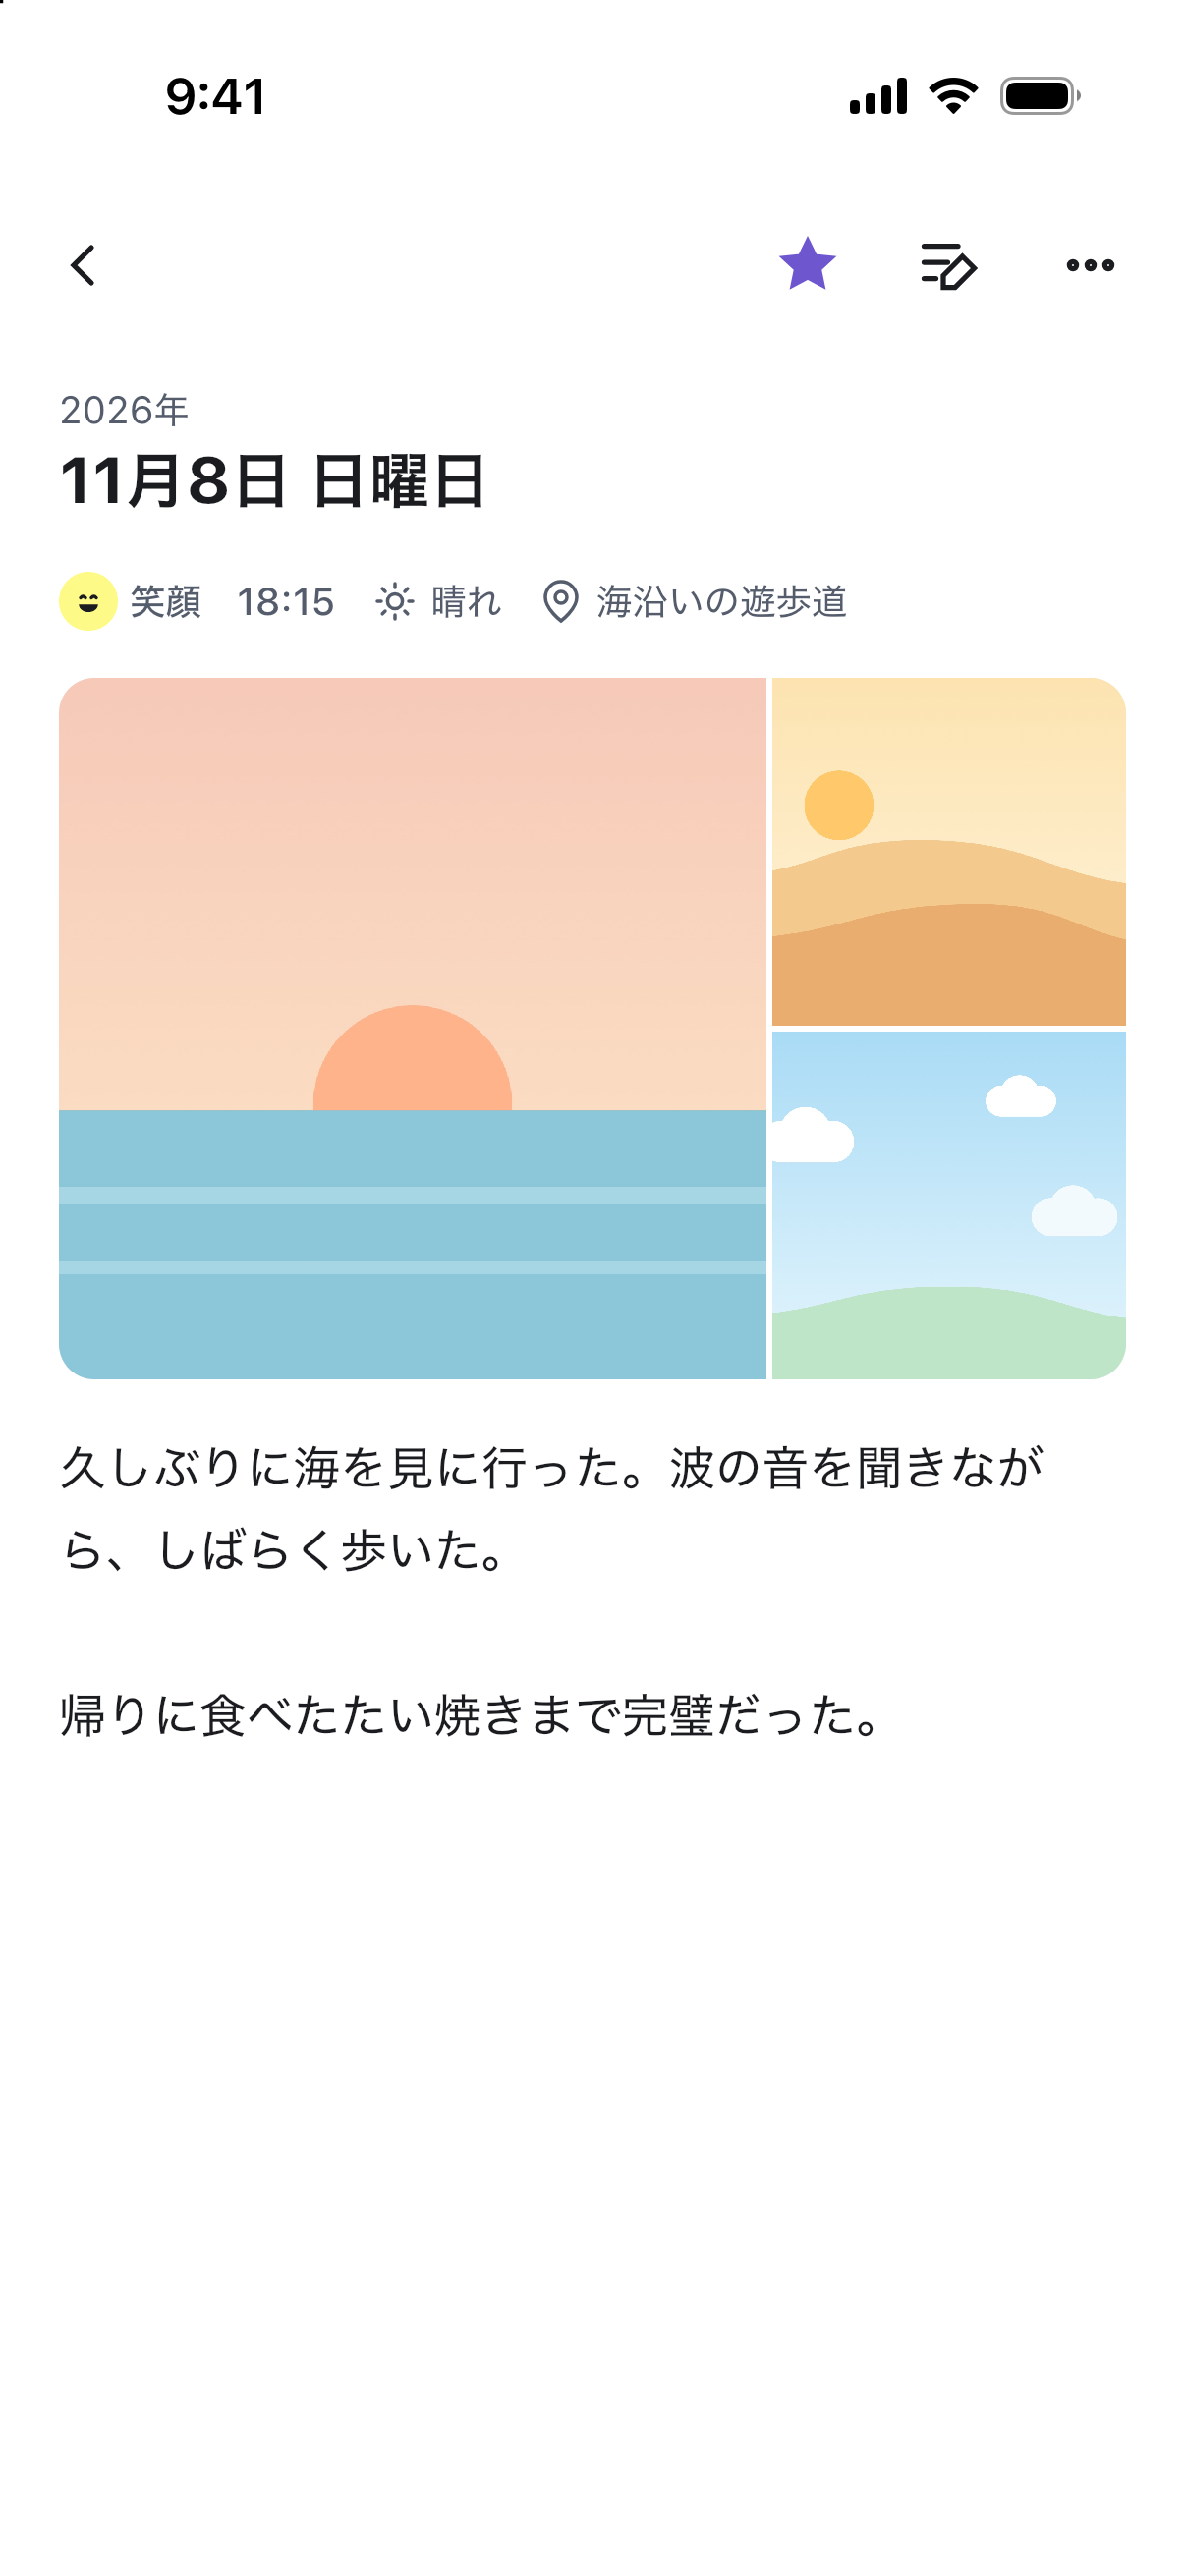 9:41
2026年
11月8日 日曜日
笑顔 18:15 晴れ 海沿いの遊歩道
久しぶりに海を見に行った。波の音を聞きなが
ら、しばらく歩いた。
帰りに食べたたい焼きまで完璧だった。